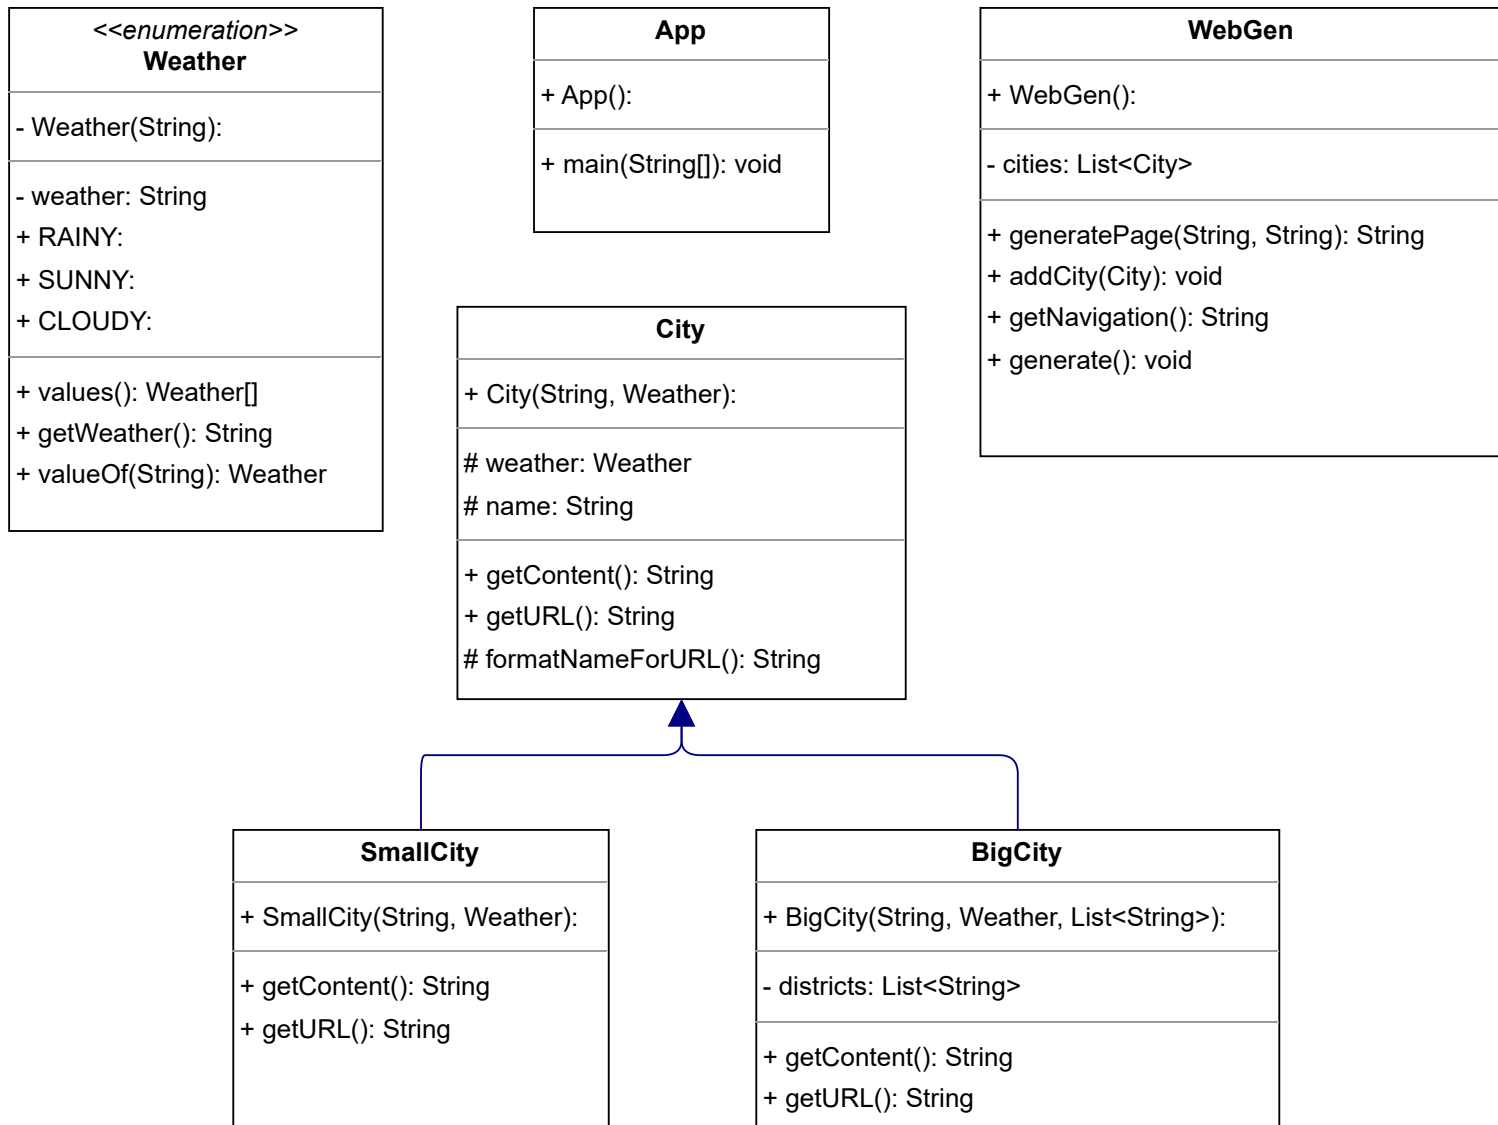 <<enumeration>>
Weather
- Weather(String):
- weather: String
+ RAINY:
+ SUNNY:
+ CLOUDY:
+ values(): Weather[]
+ getWeather(): String
+ valueOf(String): Weather
App
+ App():
+ main(String[]): void
WebGen
+ WebGen():
- cities: List<City>
+ generatePage(String, String): String
+ addCity(City): void
+ getNavigation(): String
+ generate(): void
City
+ City(String, Weather):
# weather: Weather
# name: String
+ getContent(): String
+ getURL(): String
# formatNameForURL(): String
SmallCity
+ SmallCity(String, Weather):
+ getContent(): String
+ getURL(): String
BigCity
+ BigCity(String, Weather, List<String>):
- districts: List<String>
+ getContent(): String
+ getURL(): String